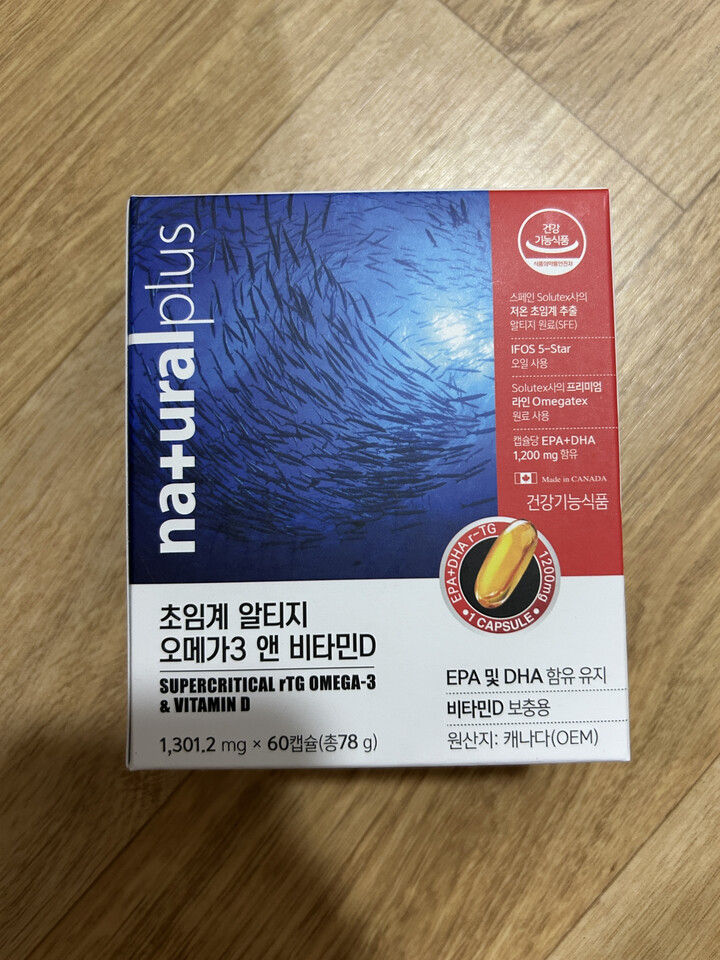 naturalplus
건강
기능식품
식품의약품안전처
스페인 Solutex사의
저온 초임계 추출
알티지 원료(SFE)
IFOS 5-Star
오일 사용
Solutex사의 프리미엄
라인 Omegatex
원료 사용
캡슐당 EPA+DHA
1,200 mg 함유
Made in CANADA
건강기능식품
EPA+DHA r-TG 1200mg
•1 CAPSULE•
초임계 알티지
오메가3 앤 비타민D
SUPERCRITICAL rTG OMEGA-3
& VITAMIN D
1,301.2 mg × 60캡슐(총78 g)
EPA 및 DHA 함유 유지
비타민D 보충용
원산지: 캐나다(OEM)